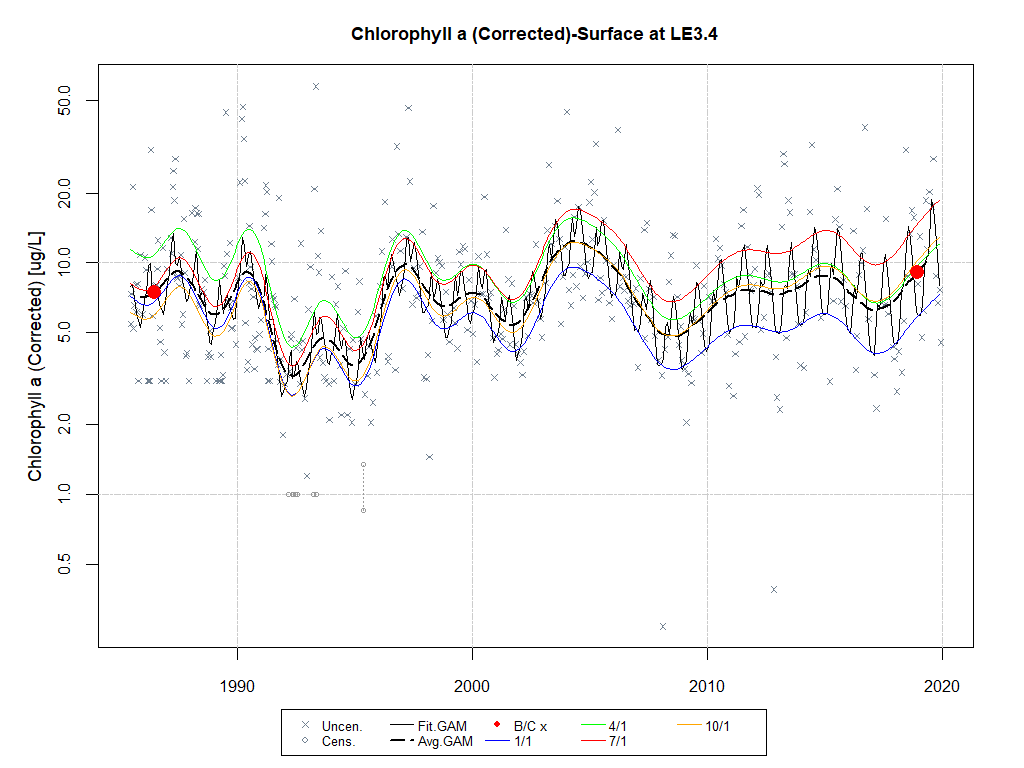 Chlorophyll a (Corrected)-Surface at LE3.4
Chlorophyll a (Corrected) [ug/L]
50.0
20.0
10.0
5.0
2.0
1.0
0.5
1990 2000 2010 2020
Uncen. Fit.GAM B/C x 4/1 10/1
Cens. Avg.GAM 1/1 7/1